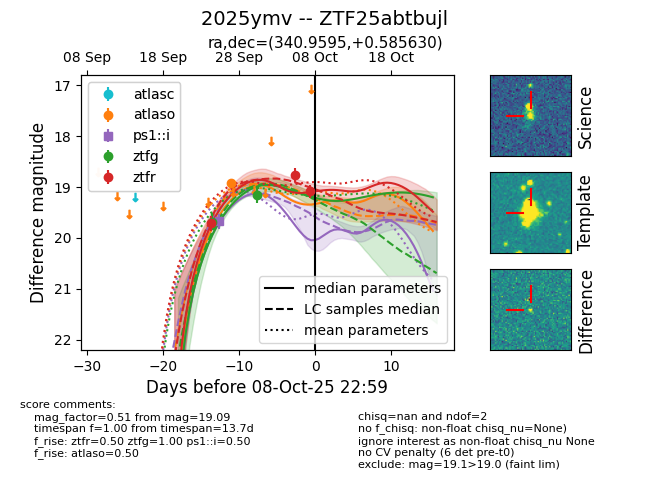 2025ymv -- ZTF25abtbujl
ra,dec=(340.9595,+0.585630)
08 Sep
18 Sep
28 Sep
08 Oct
18 Oct
17
18
19
20
21
22
Difference magnitude
atlasc
atlaso
ps1::i
ztfg
ztfr
median parameters
LC samples median
mean parameters
−30
−20
−10
0
10
Days before 08-Oct-25 22:59
Science
Template
Difference
score comments:
mag_factor=0.51 from mag=19.09
timespan f=1.00 from timespan=13.7d
f_rise: ztfr=0.50 ztfg=1.00 ps1::i=0.50
f_rise: atlaso=0.50
chisq=nan and ndof=2
no f_chisq: non-float chisq_nu=None)
ignore interest as non-float chisq_nu None
no CV penalty (6 det pre-t0)
exclude: mag=19.1>19.0 (faint lim)